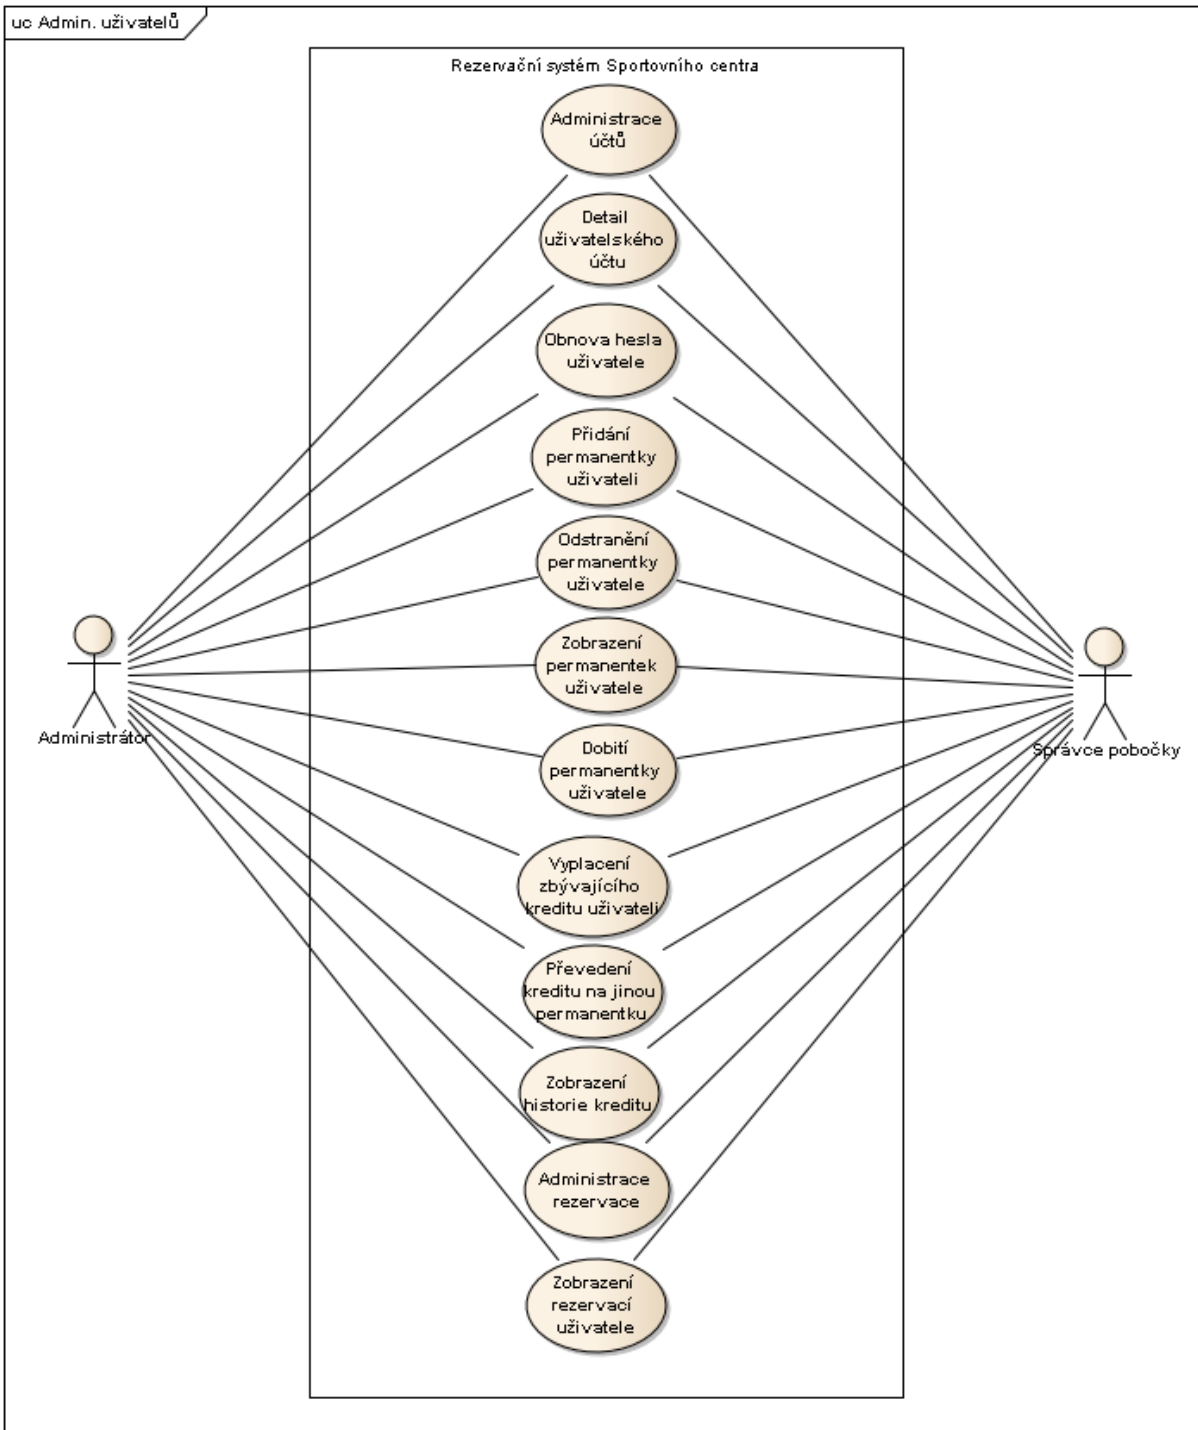 uc Admin. uživatelů
Rezervační systém Sportovního centra
Administrace
účtů
Detail
uživatelského
účtu
Obnova hesla
uživatele
Přidání
permanentky
uživateli
Odstranění
permanentky
uživatele
Zobrazení
permanentek
uživatele
Administrátor
Správce pobočky
Dobití
permanentky
uživatele
Vyplacení
zbývajícího
kreditu uživateli
Převedení
kreditu na jinou
permanentku
Zobrazení
historie kreditu
Administrace
rezervace
Zobrazení
rezervací
uživatele